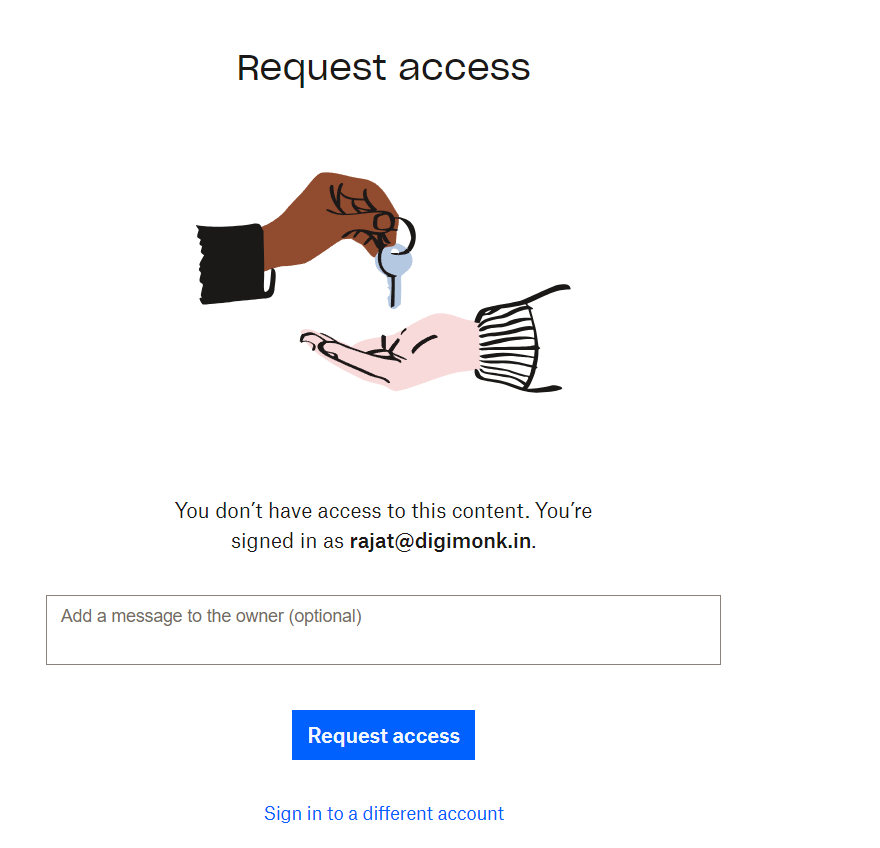 Request access
You don’t have access to this content. You’re
signed in as rajat@digimonk.in.
Add a message to the owner (optional)
Request access
Sign in to a different account